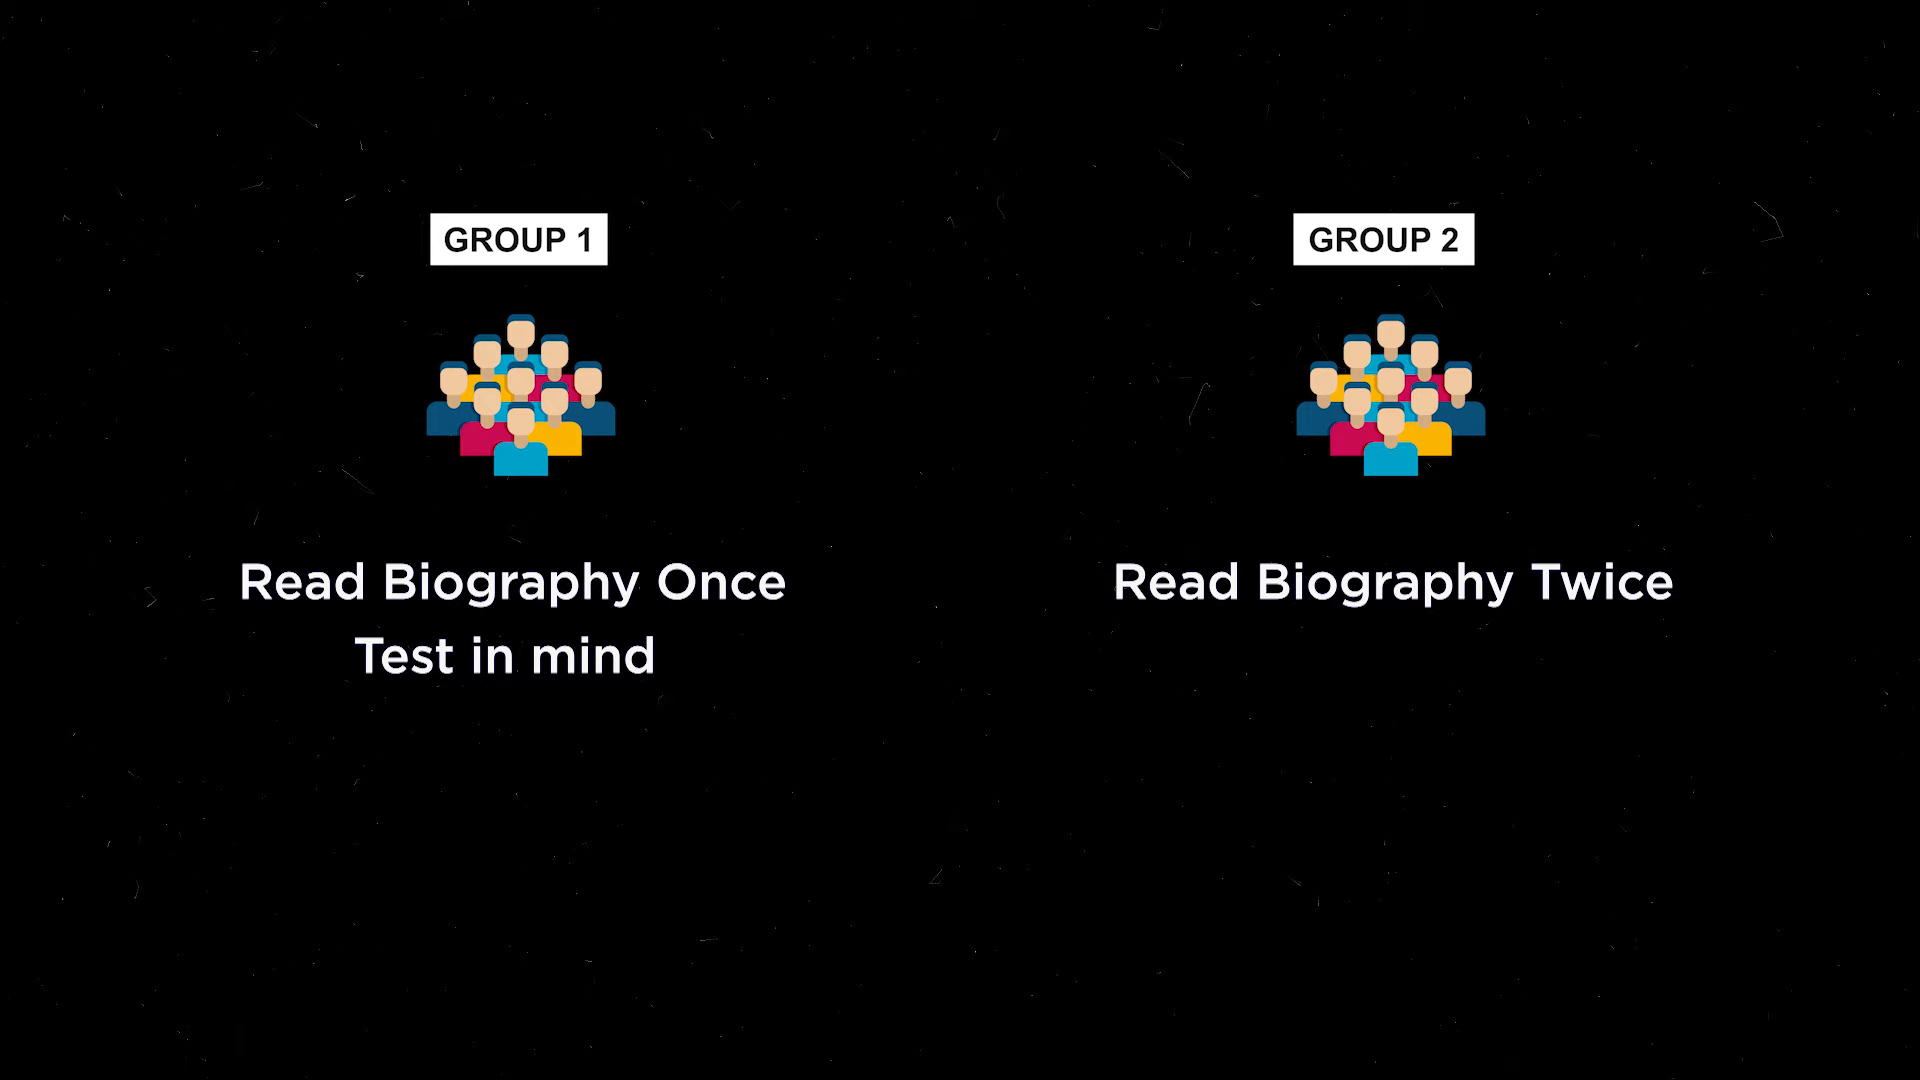 GROUP 1
Read Biography Once
Test in mind
GROUP 2
Read Biography Twice